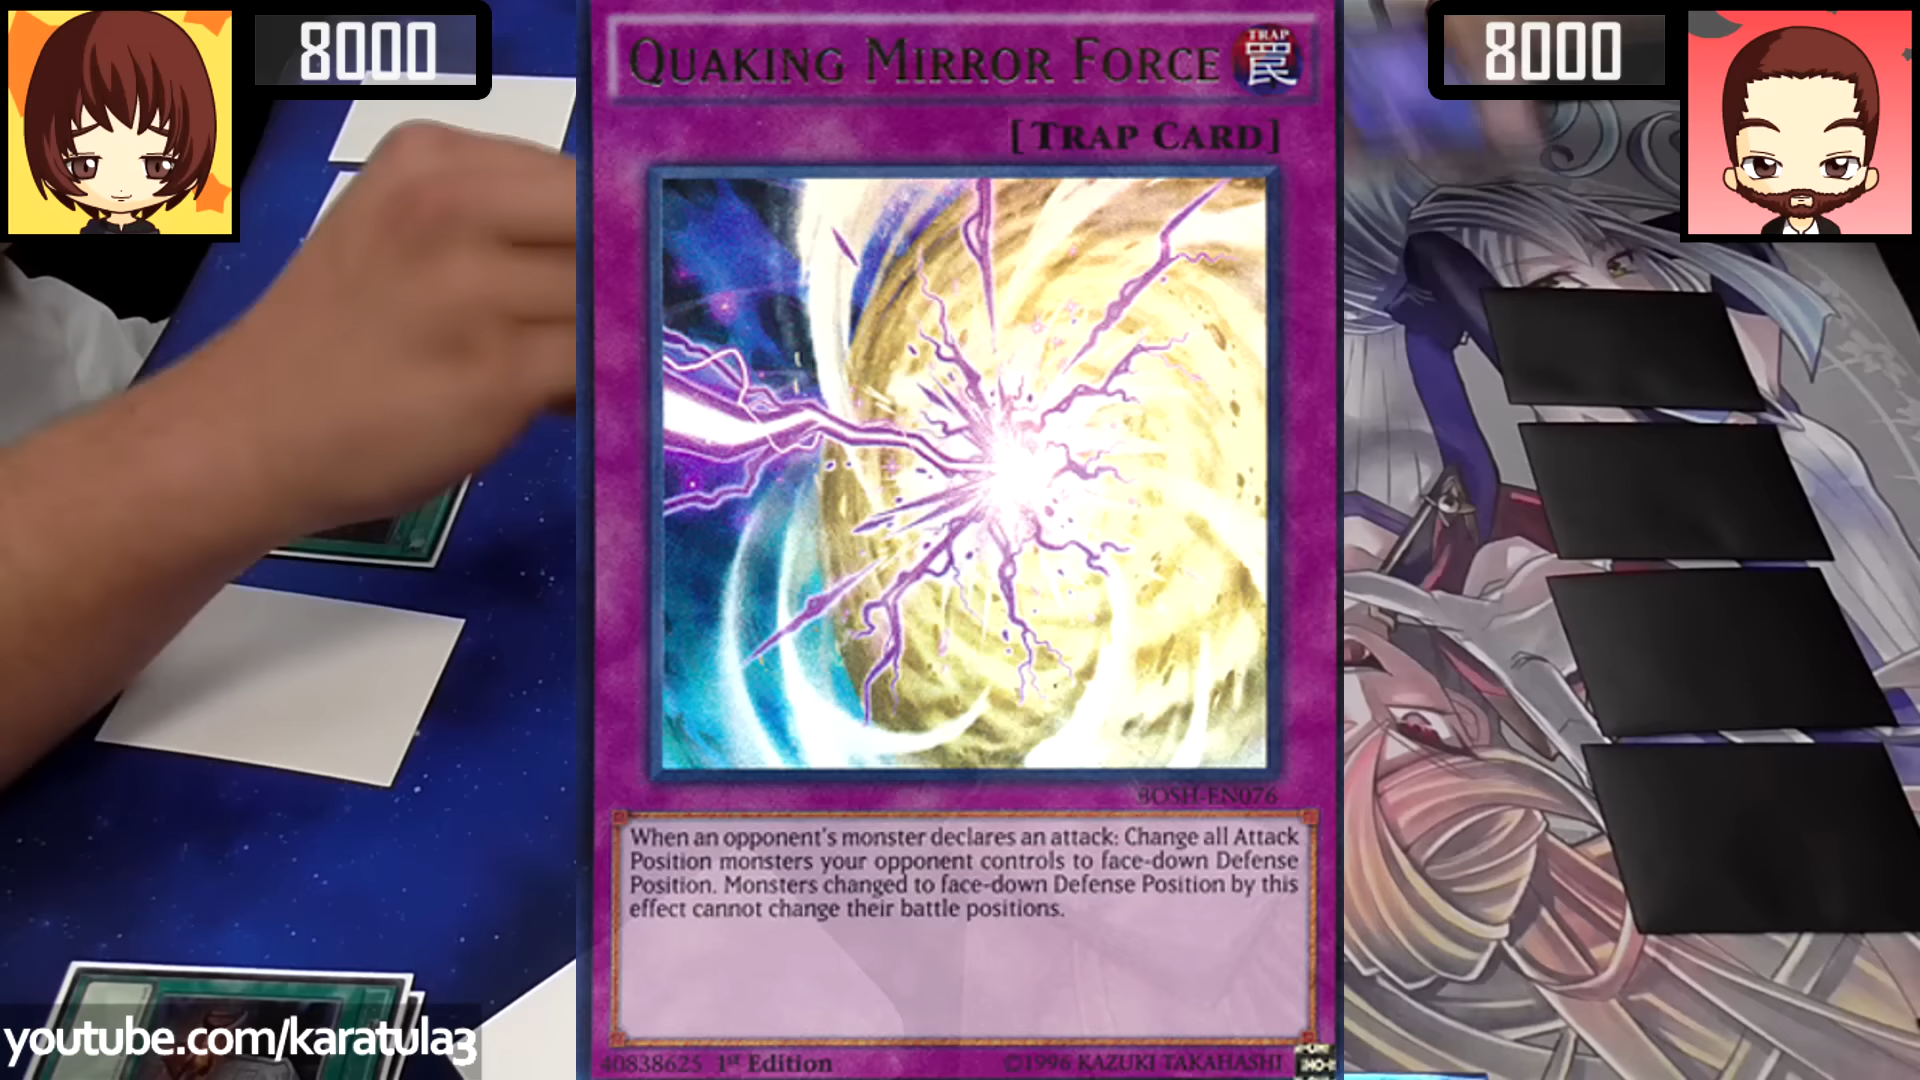 8000
8000
QUAKING MIRROR FORCE
TRAP
罠
[TRAP CARD]
BOSH-EN076
When an opponent's monster declares an attack: Change all Attack
Position monsters your opponent controls to face-down Defense
Position. Monsters changed to face-down Defense Position by this
effect cannot change their battle positions.
40838625 1st Edition ©1996 KAZUKI TAKAHASHI
youtube.com/karatula3